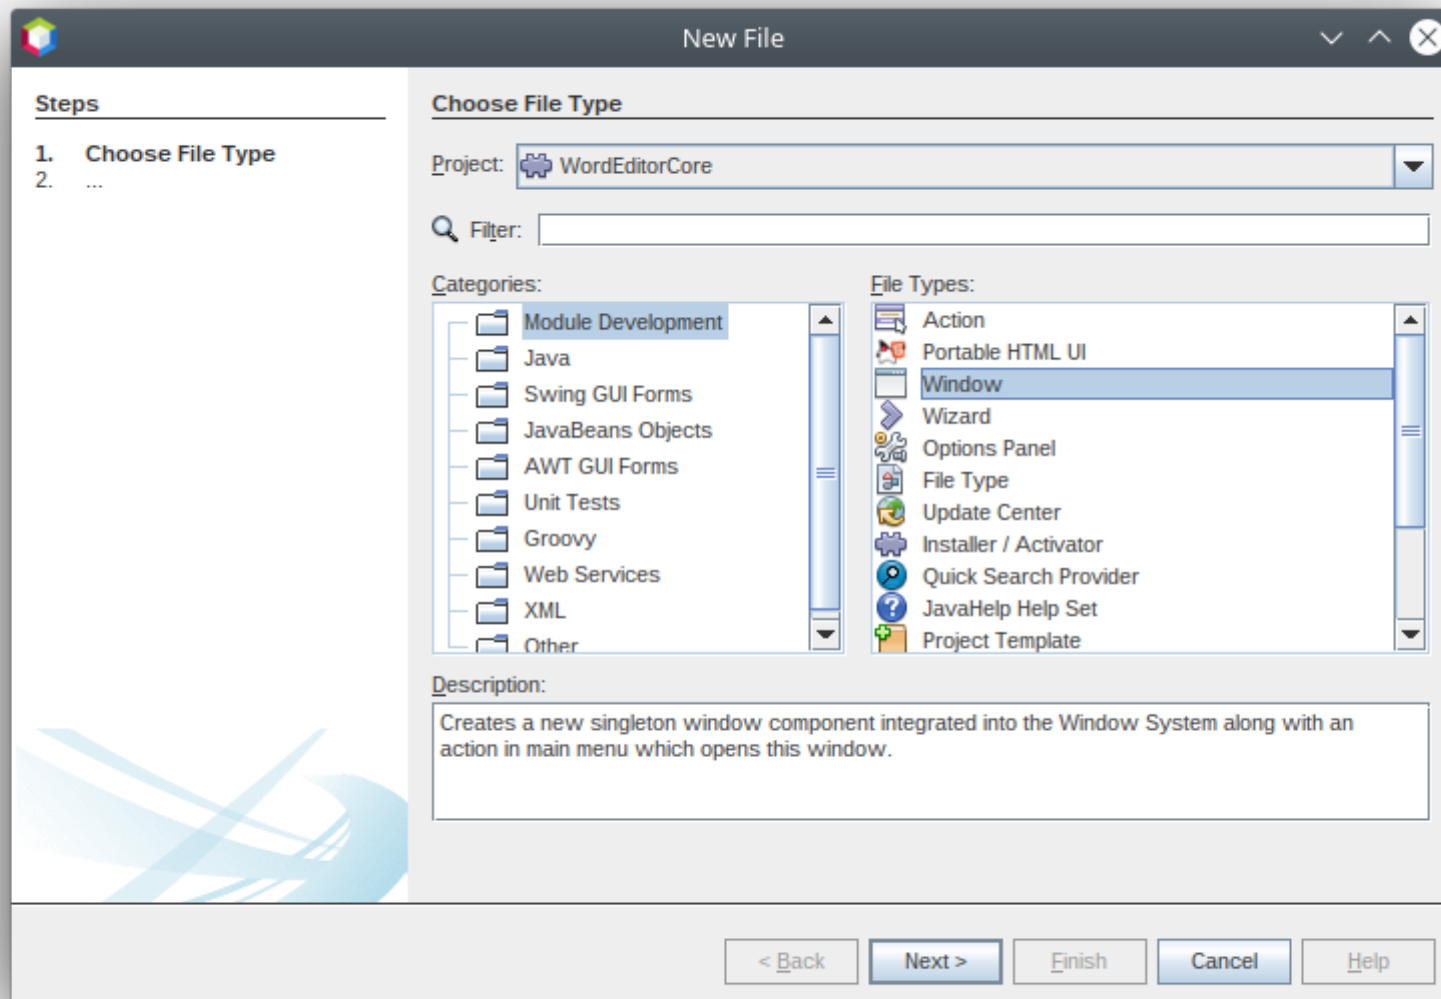 New File
Steps
1. Choose File Type
2. ...
Choose File Type
Project: WordEditorCore
Filter:
Categories:
Module Development
Java
Swing GUI Forms
JavaBeans Objects
AWT GUI Forms
Unit Tests
Groovy
Web Services
XML
Other
File Types:
Action
Portable HTML UI
Window
Wizard
Options Panel
File Type
Update Center
Installer / Activator
Quick Search Provider
JavaHelp Help Set
Project Template
Description:
Creates a new singleton window component integrated into the Window System along with an
action in main menu which opens this window.
< Back Next > Finish Cancel Help